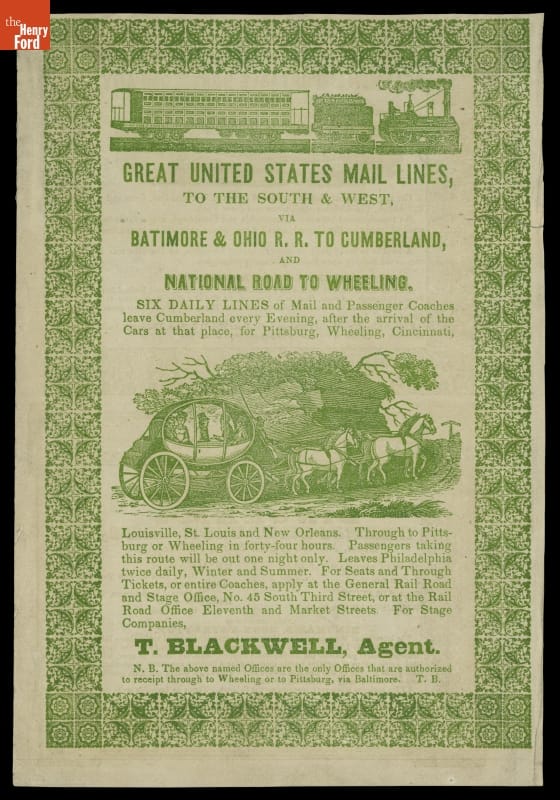 the
Henry
Ford
GREAT UNITED STATES MAIL LINES,
TO THE SOUTH & WEST,
VIA
BATIMORE & OHIO R. R. TO CUMBERLAND,
AND
NATIONAL ROAD TO WHEELING.
SIX DAILY LINES of Mail and Passenger Coaches
leave Cumberland every Evening, after the arrival of the
Cars at that place, for Pittsburg, Wheeling, Cincinnati,
Louisville, St. Louis and New Orleans. Through to Pitts-
burg or Wheeling in forty-four hours. Passengers taking
this route will be out one night only. Leaves Philadelphia
twice daily, Winter and Summer. For Seats and Through
Tickets, or entire Coaches, apply at the General Rail Road
and Stage Office, No. 45 South Third Street, or at the Rail
Road Office Eleventh and Market Streets. For Stage
Companies,
T. BLACKWELL, Agent.
N. B. The above named Offices are the only Offices that are authorized
to receipt through to Wheeling or to Pittsburg, via Baltimore. T. B.